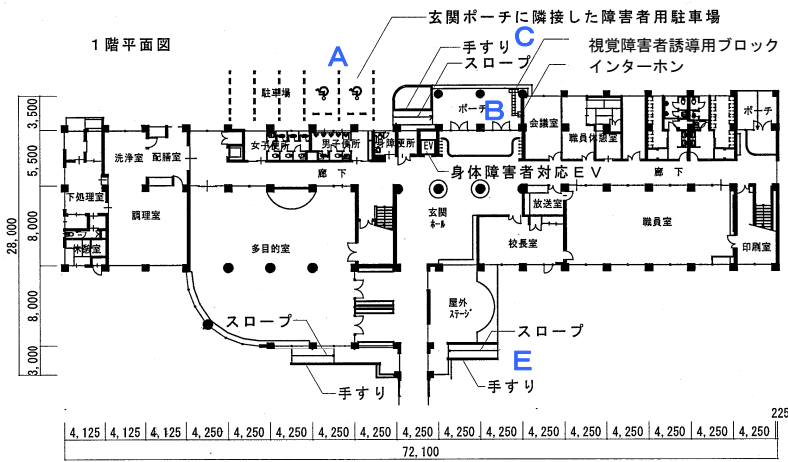 玄関ポーチに隣接した障害者用駐車場
1階平面図
A
C
手すり
スロープ
視覚障害者誘導用ブロック
インターホン
駐車場
ポーチ
B
会議室
職員休憩室
ポーチ
洗浄室
配膳室
女子便所
男子便所
EV
身体障害者対応EV
廊下
廊下
下処理室
調理室
休憩室
多目的室
玄関
ホール
放送室
校長室
職員室
印刷室
屋外
ステージ
スロープ
手すり
スロープ
E
手すり
3,500
5,500
8,000
8,000
3,000
28,000
225
4,125
4,125
4,125
4,250
4,250
4,250
4,250
4,250
4,250
4,250
4,250
4,250
4,250
4,250
4,250
4,250
4,250
72,100